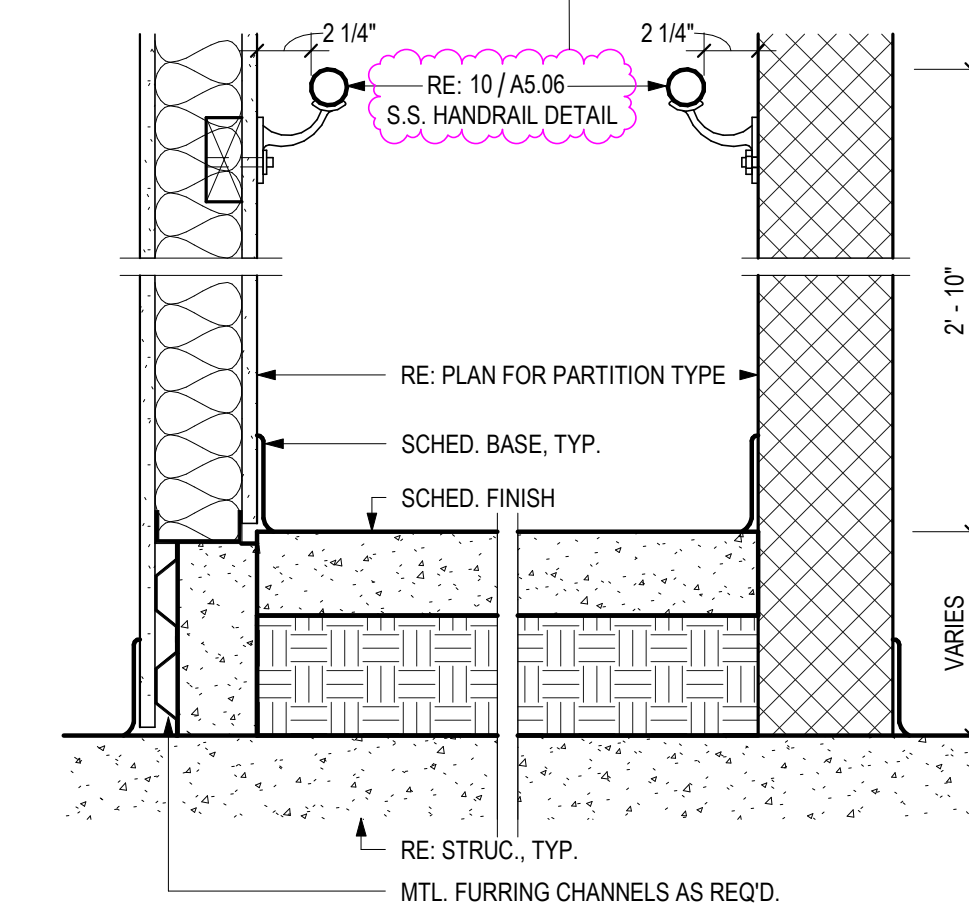 2 1/4"
2 1/4"
RE: 10 / A5.06
S.S. HANDRAIL DETAIL
2' - 10"
RE: PLAN FOR PARTITION TYPE
SCHED. BASE, TYP.
SCHED. FINISH
VARIES
RE: STRUC., TYP.
MTL. FURRING CHANNELS AS REQ'D.